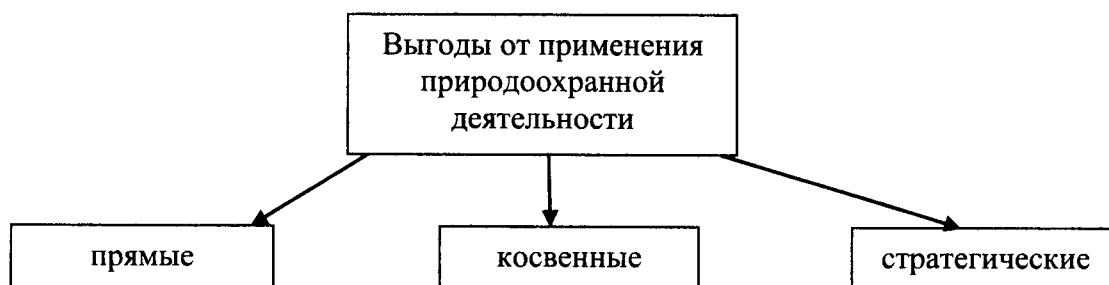 Выгоды от применения
природоохранной
деятельности
прямые
косвенные
стратегические